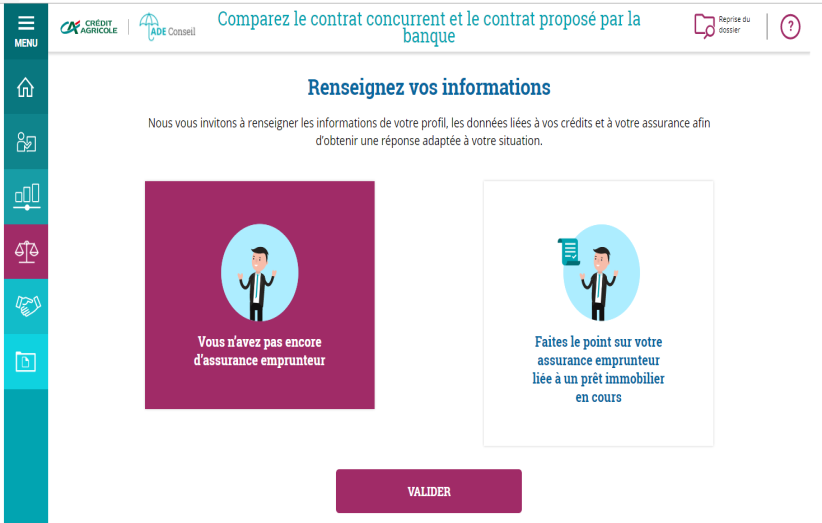 MENU
CRÉDIT
AGRICOLE
ADE Conseil
Comparez le contrat concurrent et le contrat proposé par la
banque
Reprise du
dossier
?
Renseignez vos informations
Nous vous invitons à renseigner les informations de votre profil, les données liées à vos crédits et à votre assurance afin
d'obtenir une réponse adaptée à votre situation.
Vous n'avez pas encore
d'assurance emprunteur
Faites le point sur votre
assurance emprunteur
liée à un prêt immobilier
en cours
VALIDER